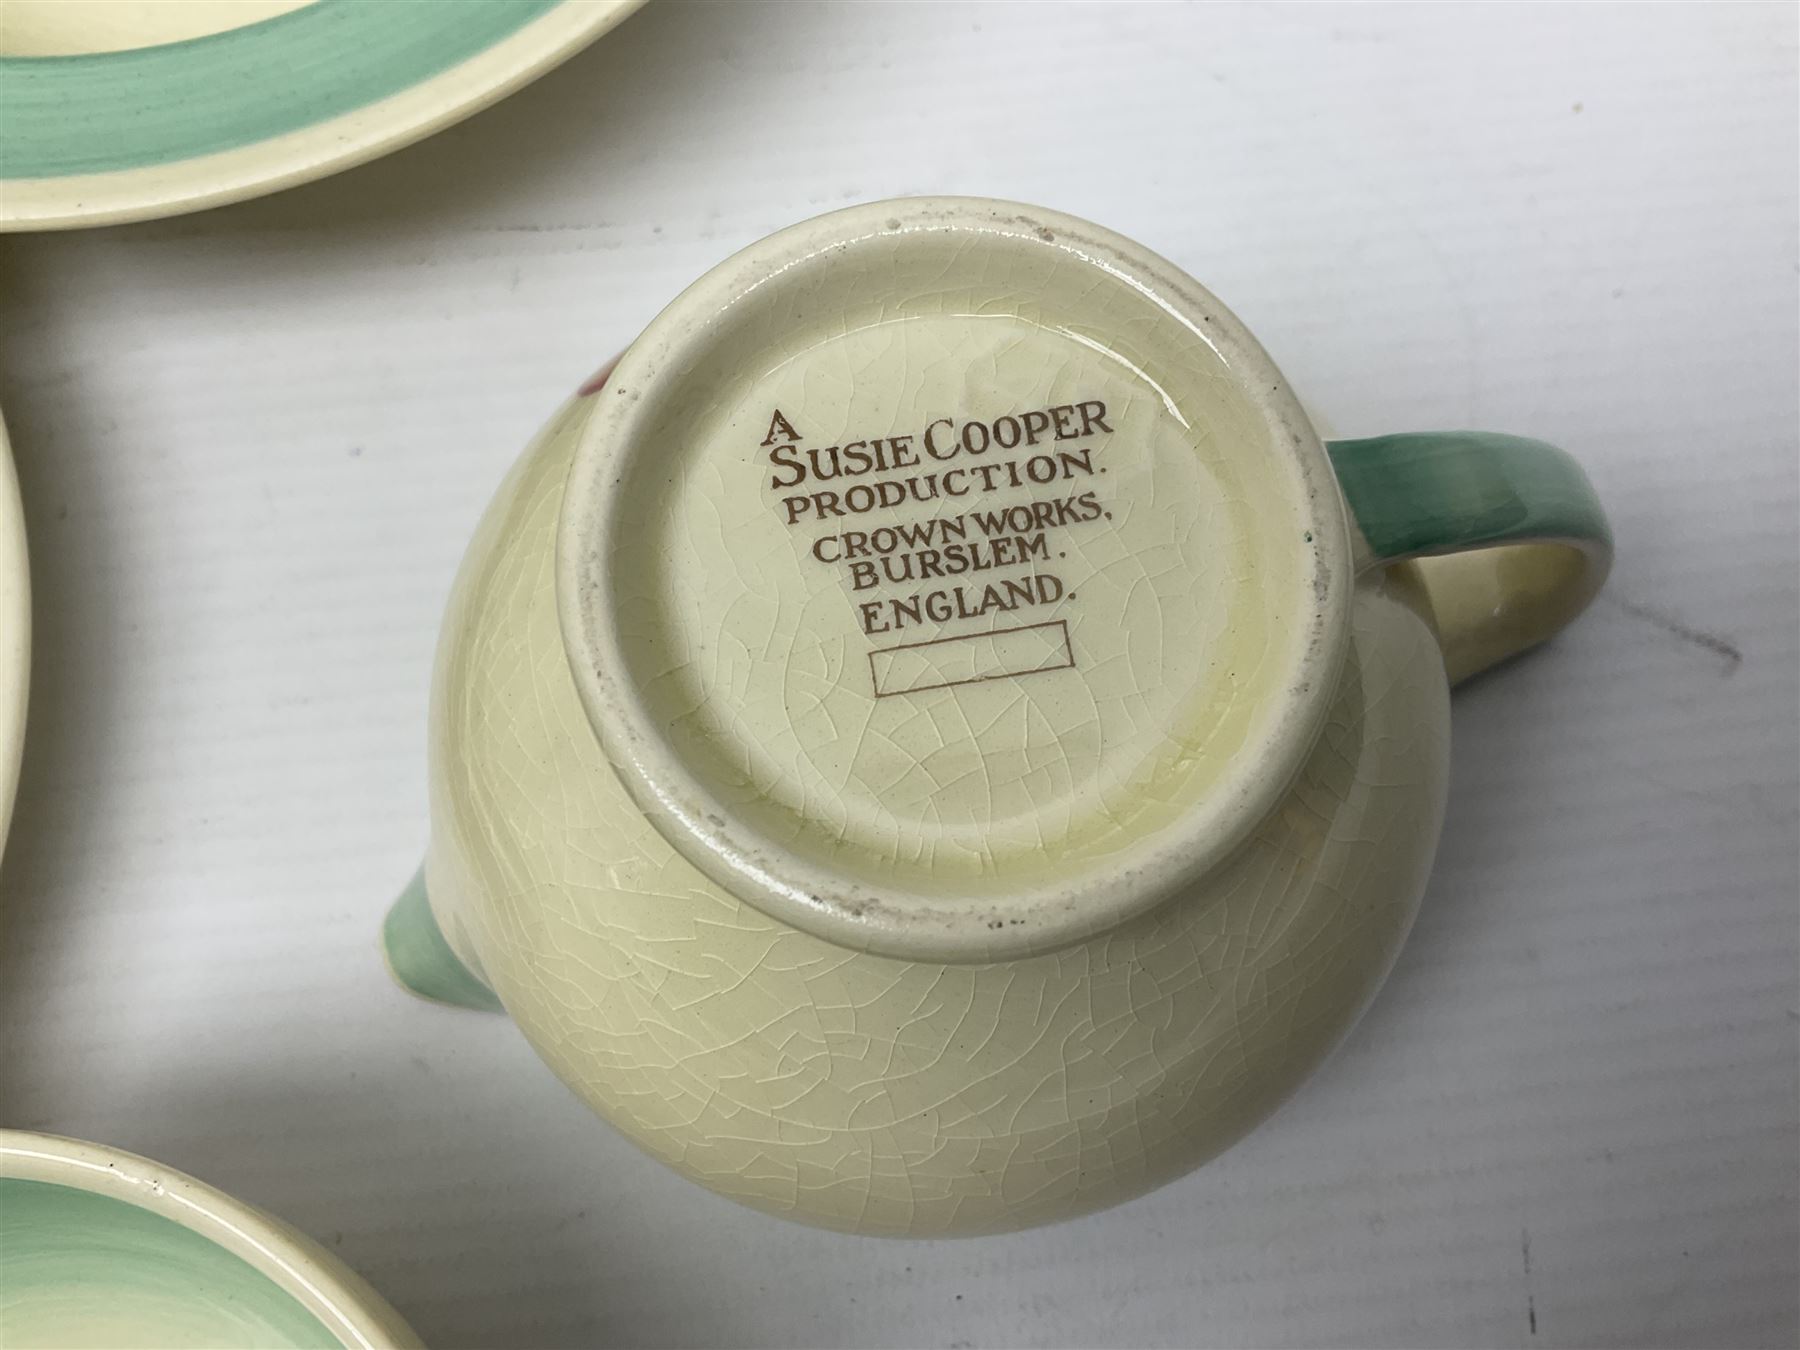 A
SUSIE COOPER
PRODUCTION.
CROWN WORKS,
BURSLEM.
ENGLAND.